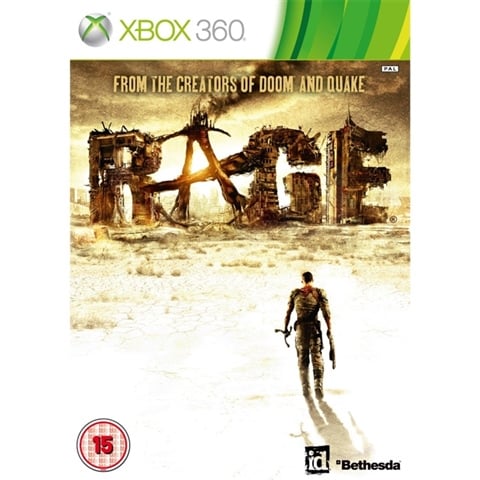 XBOX 360
PAL
FROM THE CREATORS OF DOOM AND QUAKE
RAGE®
15
id
Bethesda